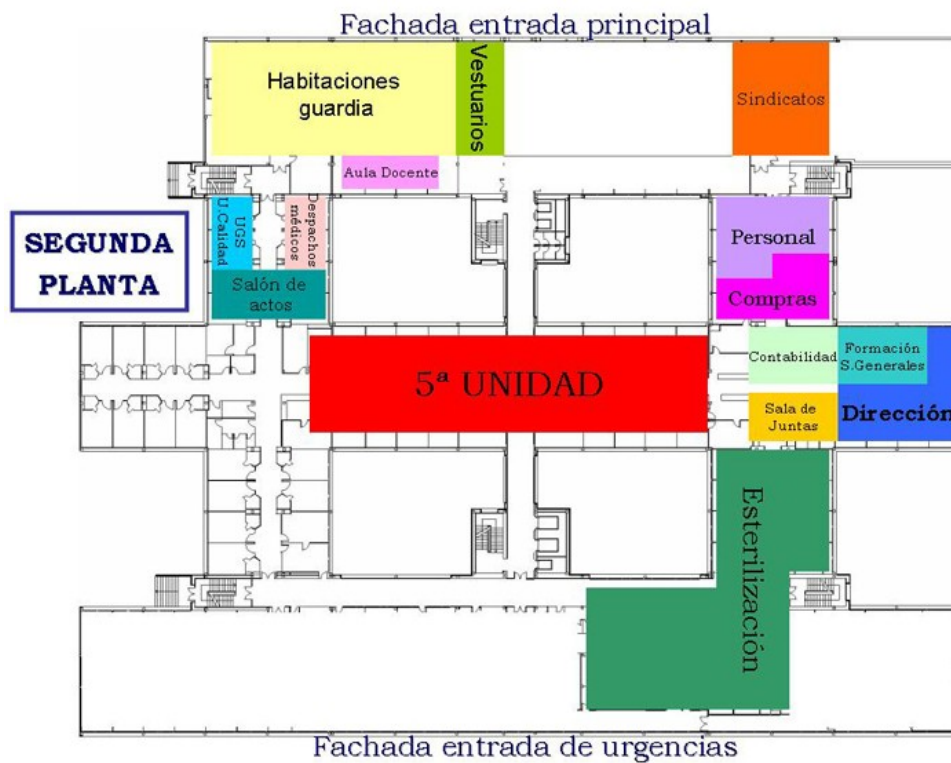 Fachada entrada principal
Habitaciones
guardia
Vestuarios
Sindicatos
Aula Docente
UGS
U.Calidad
Despachos
médicos
Salón de
actos
SEGUNDA
PLANTA
Personal
Compras
5ª UNIDAD
Contabilidad
Formación
S.Generales
Sala de
Juntas
Dirección
Esterilización
Fachada entrada de urgencias